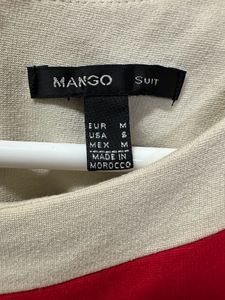 MANGO SUIT
EUR M
USA S
MEX M
MADE IN
MOROCCO